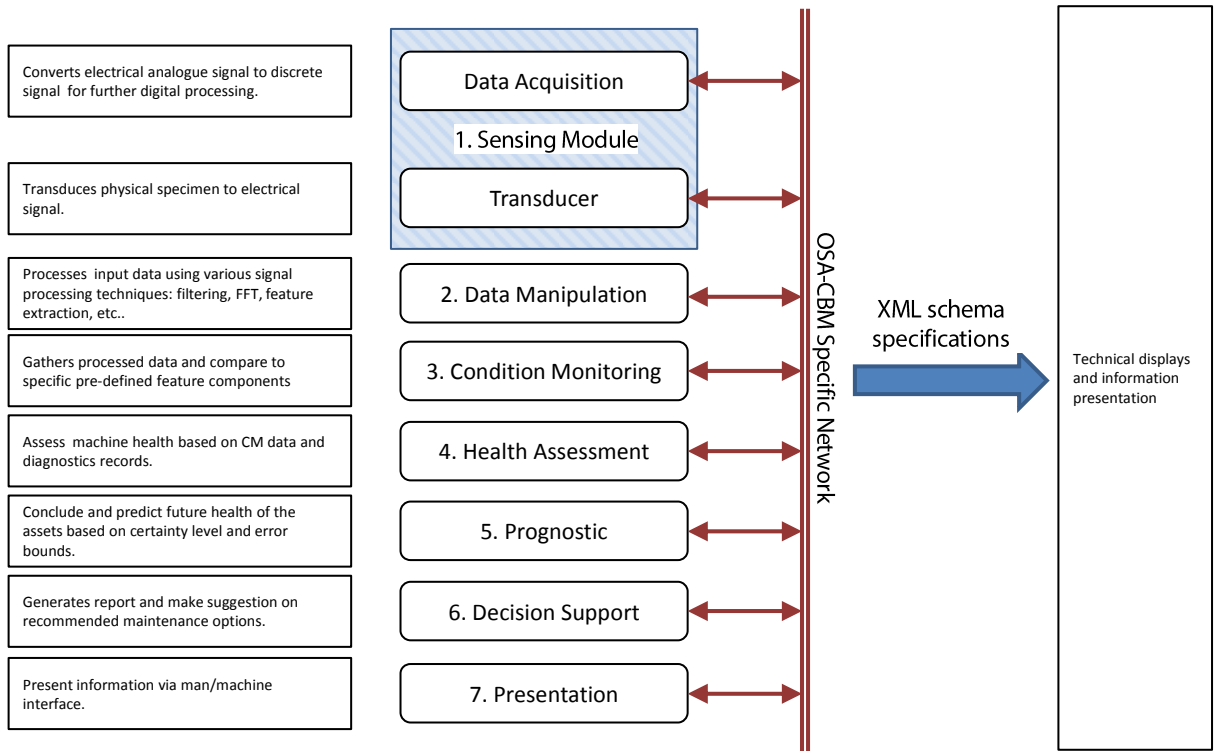 Converts electrical analogue signal to discrete
signal for further digital processing.
Data Acquisition
1. Sensing Module
Transduces physical specimen to electrical
signal.
Transducer
Processes input data using various signal
processing techniques: filtering, FFT, feature
extraction, etc..
2. Data Manipulation
Gathers processed data and compare to
specific pre-defined feature components
3. Condition Monitoring
Assess machine health based on CM data and
diagnostics records.
4. Health Assessment
Conclude and predict future health of the
assets based on certainty level and error
bounds.
5. Prognostic
Generates report and make suggestion on
recommended maintenance options.
6. Decision Support
Present information via man/machine
interface.
7. Presentation
OSA-CBM Specific Network
XML schema
specifications
Technical displays
and information
presentation